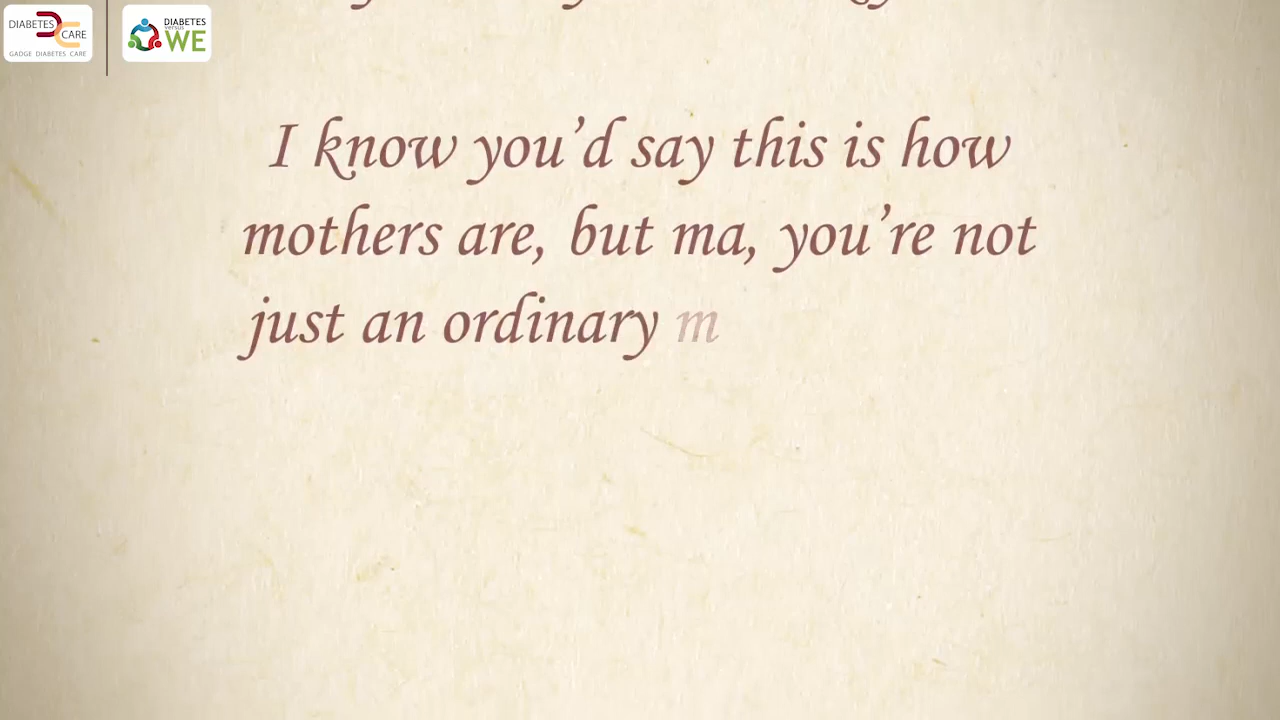 DIABETES
CARE
GADGE DIABETES CARE
DIABETES
versus
WE
I know you’d say this is how
mothers are, but ma, you’re not
just an ordinary m